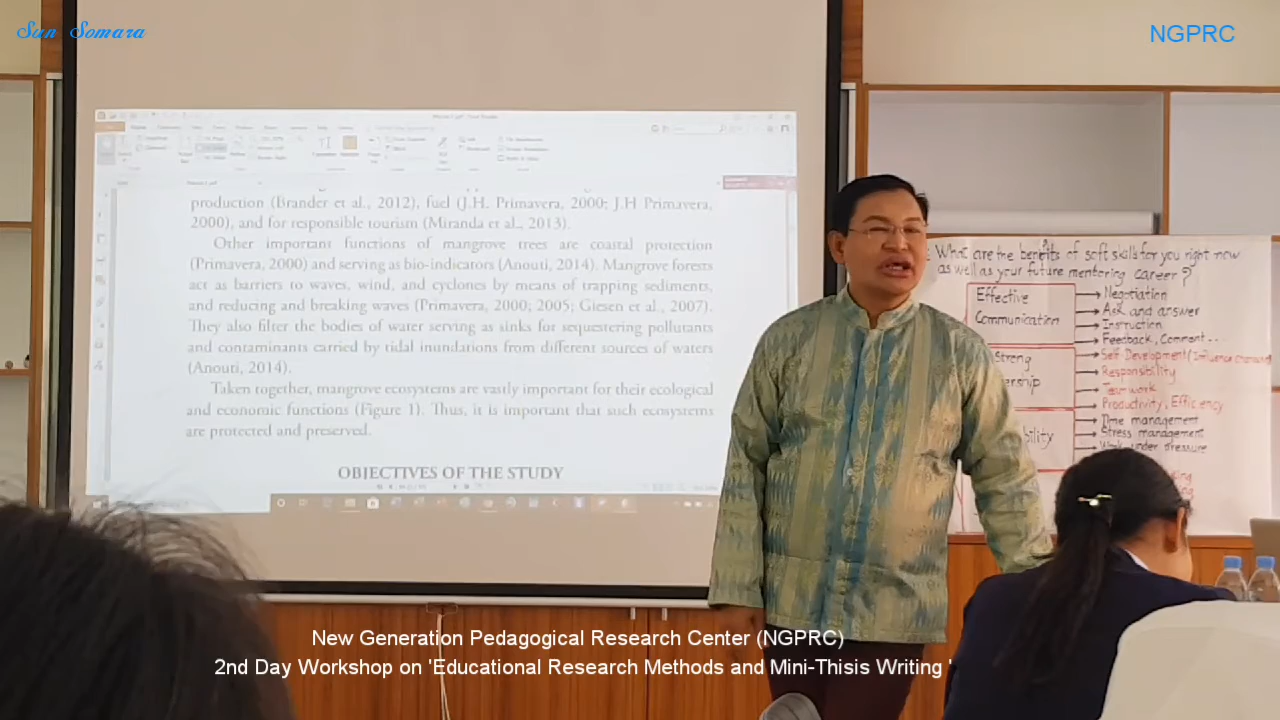 Sun Somara
NGPRC
production (Brander et al., 2012), fuel (J.H. Primavera, 2000; J.H Primavera,
2000), and for responsible tourism (Miranda et al., 2013).
Other important functions of mangrove trees are coastal protection
(Primavera, 2000) and serving as bio-indicators (Anouti, 2014). Mangrove forests
act as barriers to waves, wind, and cyclones by means of trapping sediments,
and reducing and breaking waves (Primavera, 2000; 2005; Giesen et al., 2007).
They also filter the bodies of water serving as sinks for sequestering pollutants
and contaminants carried by tidal inundations from different sources of waters
(Anouti, 2014).
Taken together, mangrove ecosystems are vastly important for their ecological
and economic functions (Figure 1). Thus, it is important that such ecosystems
are protected and preserved.
OBJECTIVES OF THE STUDY
What are the benefits of soft skills for you right now
as well as your future mentoring career?
Effective
Communication
Negotiation
Ask and answer
Instruction
Feedback, Comment...
Strong
Self Development
Responsibility
Teamwork
Productivity, Efficiency
Time management
Stress management
Work under pressure
New Generation Pedagogical Research Center (NGPRC)
2nd Day Workshop on 'Educational Research Methods and Mini-Thisis Writing '